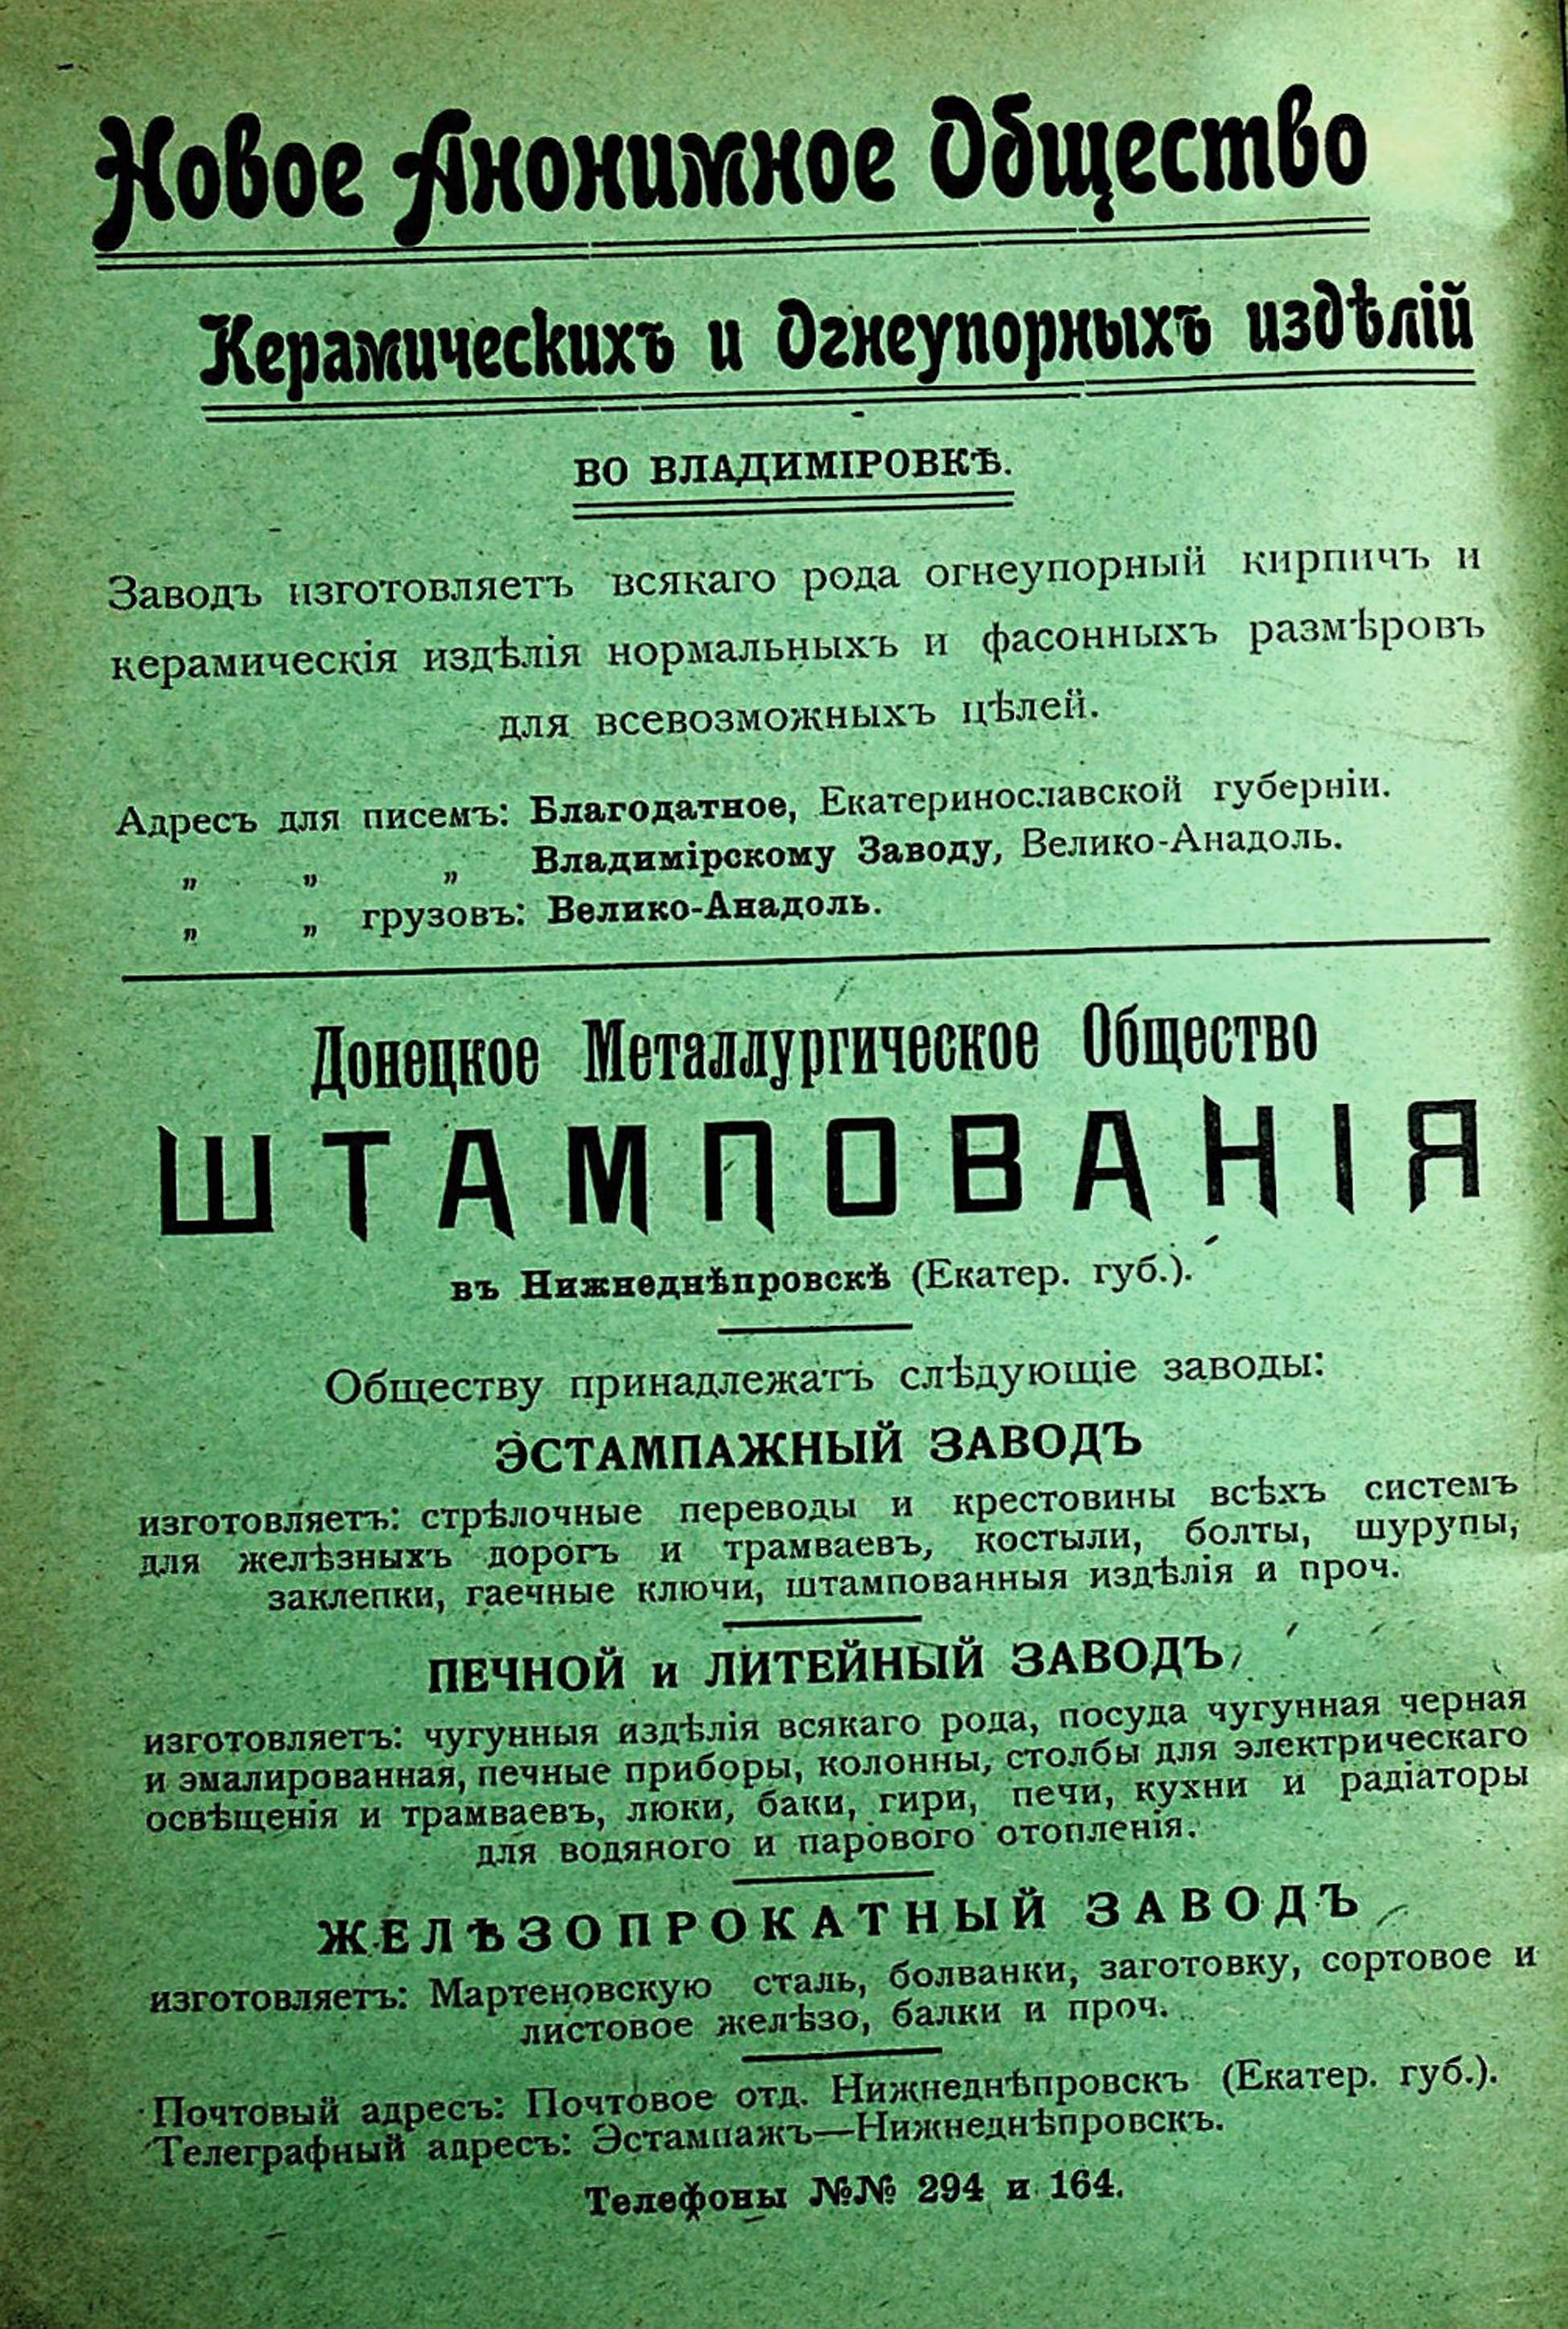 Новое Анонимное Общество
Керамическихъ и Огнеупорныхъ издѣлій
ВО ВЛАДИМІРОВКѢ.
Заводъ изготовляетъ всякаго рода огнеупорный кирпичъ и
керамическія издѣлія нормальныхъ и фасонныхъ размѣровъ
для всевозможныхъ цѣлей.
Адресъ для писемъ: Благодатное, Екатеринославской губерніи.
„ „ „ Владимірскому Заводу, Велико-Анадоль.
„ „ грузовъ: Велико-Анадоль.
Донецкое Металлургическое Общество
ШТАМПОВАНІЯ
въ Нижнеднѣпровскѣ (Екатер. губ.).
Обществу принадлежатъ слѣдующіе заводы:
ЭСТАМПАЖНЫЙ ЗАВОДЪ
изготовляетъ: стрѣлочные переводы и крестовины всѣхъ системъ
для желѣзныхъ дорогъ и трамваевъ, костыли, болты, шурупы,
заклепки, гаечные ключи, штампованныя издѣлія и проч.
ПЕЧНОЙ и ЛИТЕЙНЫЙ ЗАВОДЪ,
изготовляетъ: чугунныя издѣлія всякаго рода, посуда чугунная черная
и эмалированная, печные приборы, колонны, столбы для электрическаго
освѣщенія и трамваевъ, люки, баки, гири, печи, кухни и радіаторы
для водяного и парового отопленія.
ЖЕЛѢЗОПРОКАТНЫЙ ЗАВОДЪ
изготовляетъ: Мартеновскую сталь, болванки, заготовку, сортовое и
листовое желѣзо, балки и проч.
Почтовый адресъ: Почтовое отд. Нижнеднѣпровскъ (Екатер. губ.).
Телеграфный адресъ: Эстампажъ—Нижнеднѣпровскъ.
Телефоны №№ 294 и 164.